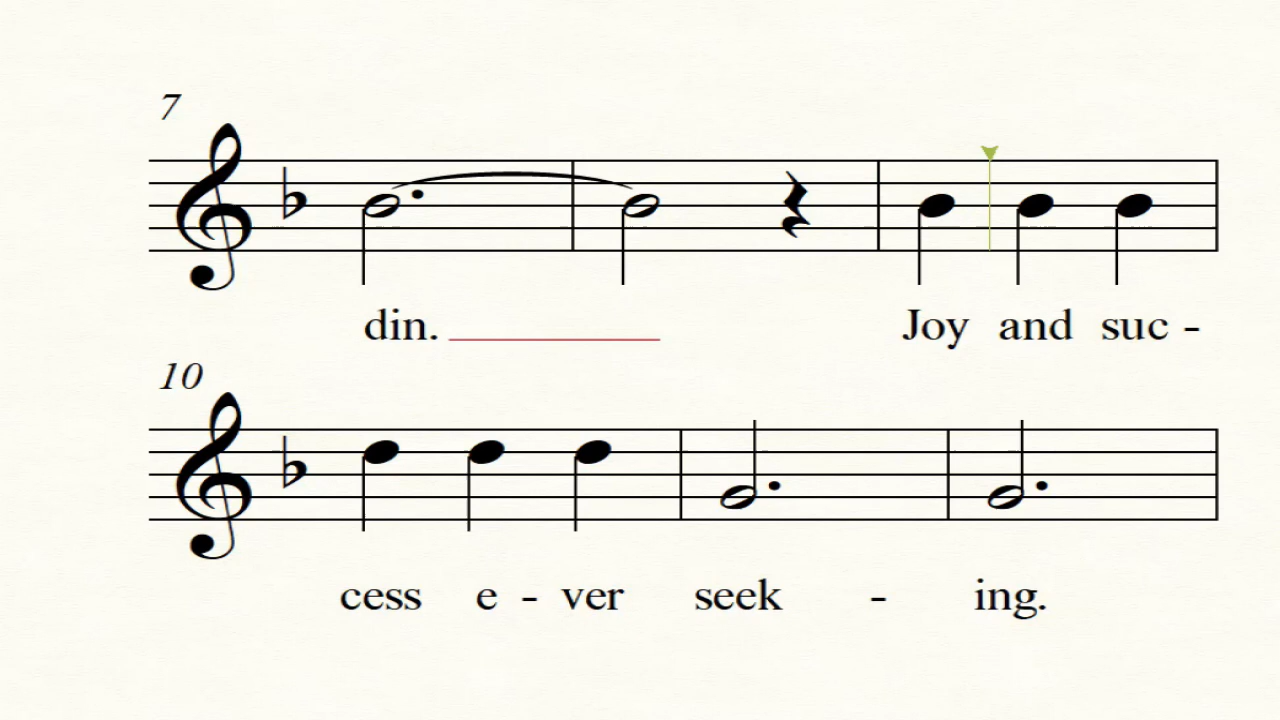 7
din.
Joy and suc -
10
cess e - ver seek - ing.